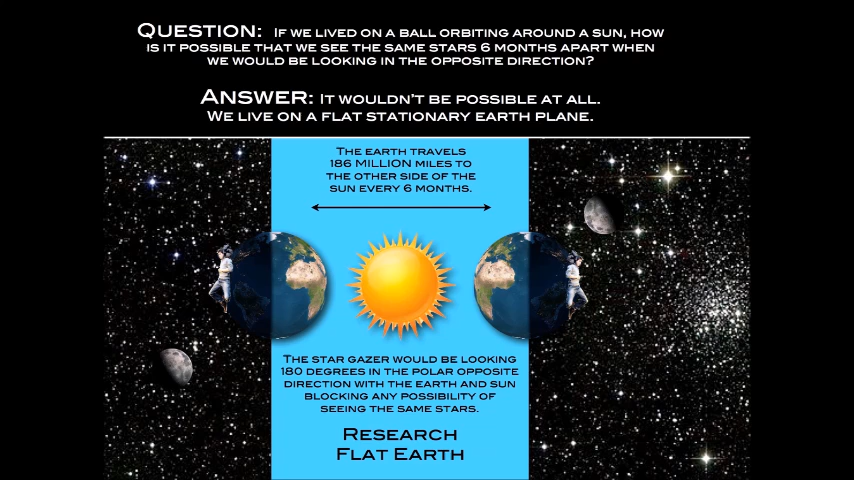 QUESTION: IF WE LIVED ON A BALL ORBITING AROUND A SUN, HOW
IS IT POSSIBLE THAT WE SEE THE SAME STARS 6 MONTHS APART WHEN
WE WOULD BE LOOKING IN THE OPPOSITE DIRECTION?
ANSWER: IT WOULDN'T BE POSSIBLE AT ALL.
WE LIVE ON A FLAT STATIONARY EARTH PLANE.
THE EARTH TRAVELS
186 MILLION MILES TO
THE OTHER SIDE OF THE
SUN EVERY 6 MONTHS.
THE STAR GAZER WOULD BE LOOKING
180 DEGREES IN THE POLAR OPPOSITE
DIRECTION WITH THE EARTH AND SUN
BLOCKING ANY POSSIBILITY OF
SEEING THE SAME STARS.
RESEARCH
FLAT EARTH